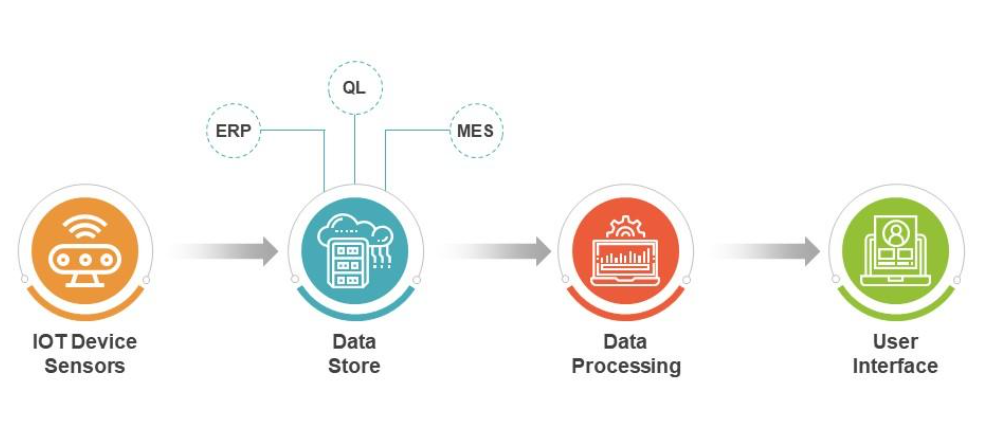 QL
ERP
MES
IOT Device
Sensors
Data
Store
Data
Processing
User
Interface